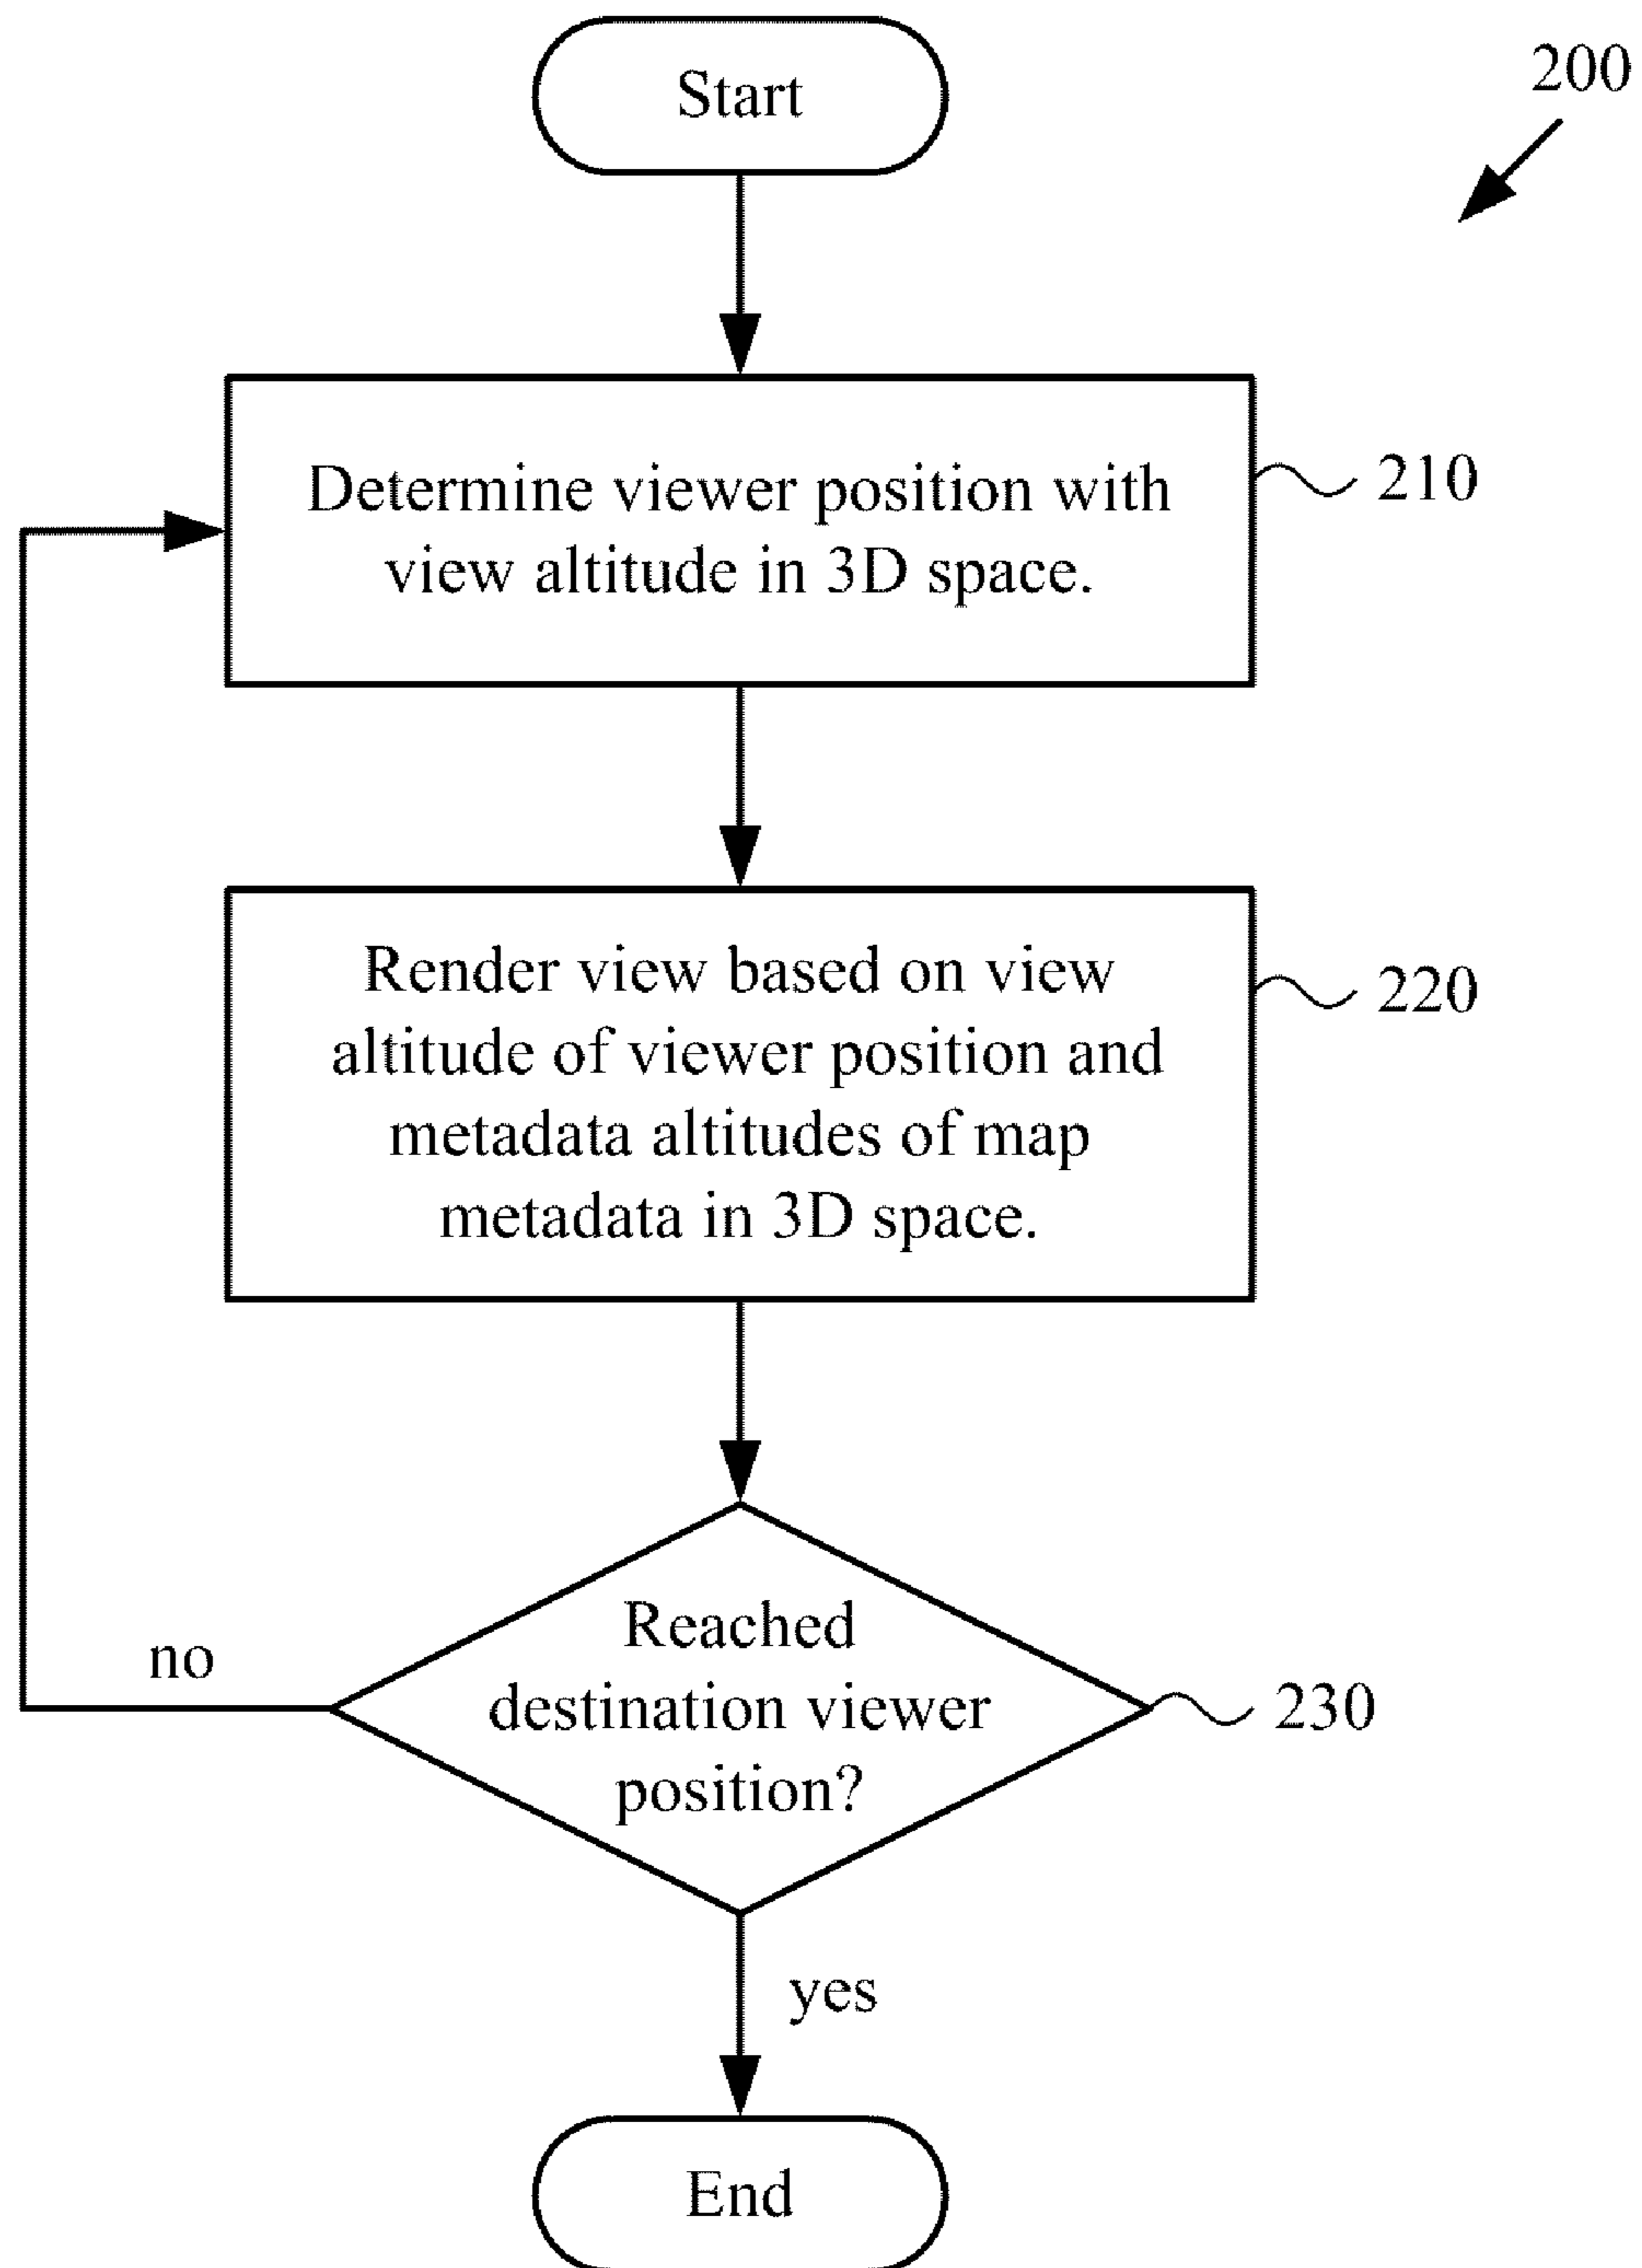 Start
200
Determine viewer position with
view altitude in 3D space.
210
Render view based on view
altitude of viewer position and
metadata altitudes of map
metadata in 3D space.
220
Reached
destination viewer
position?
230
no
yes
End